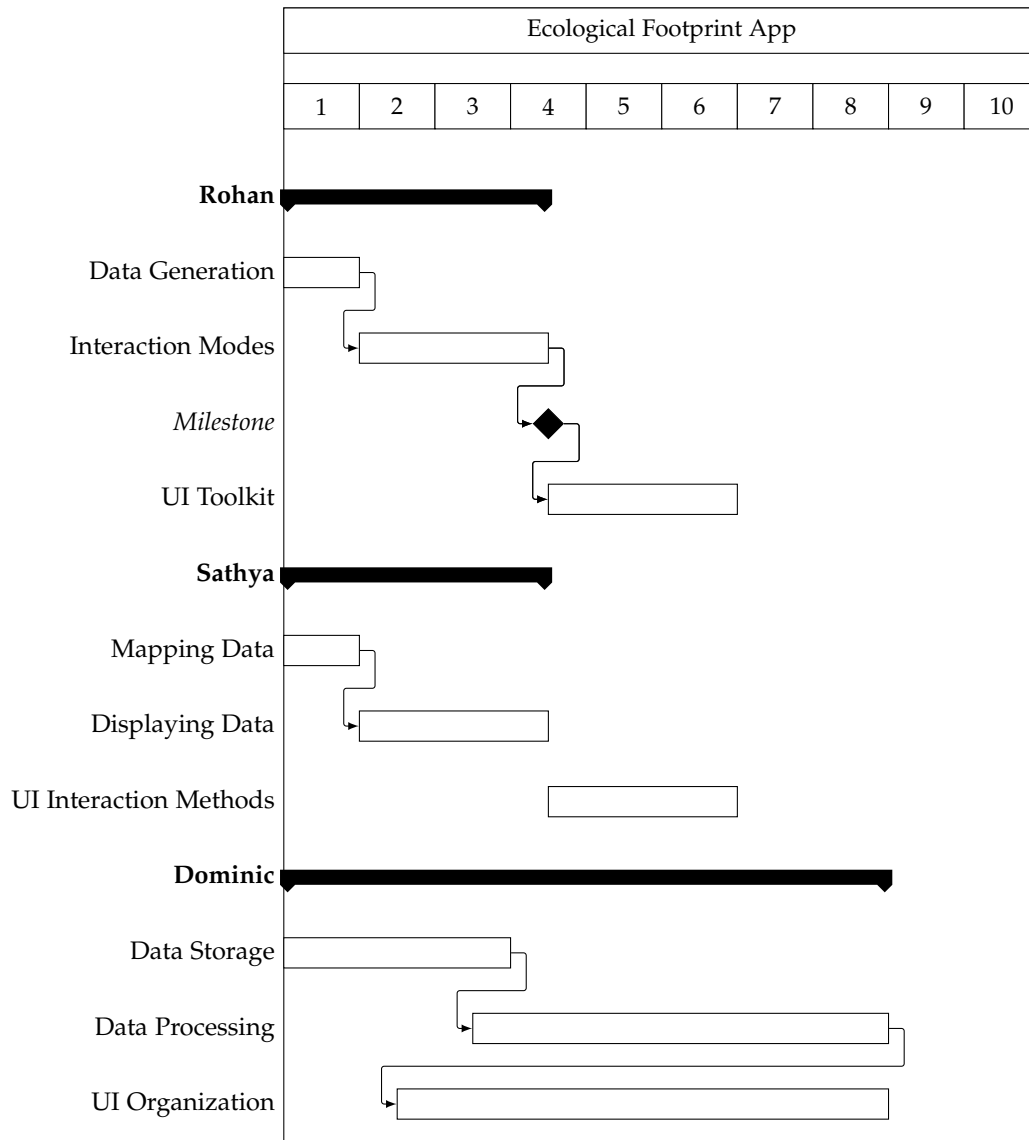 Ecological Footprint App
1 2 3 4 5 6 7 8 9 10
Rohan
Data Generation
Interaction Modes
Milestone
UI Toolkit
Sathya
Mapping Data
Displaying Data
UI Interaction Methods
Dominic
Data Storage
Data Processing
UI Organization